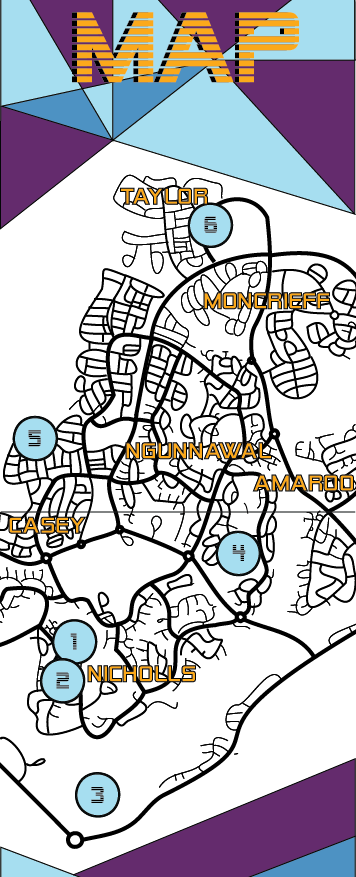 MAP
TAYLOR
6
MONCRIEFF
5
NGUNNAWAL
AMAROO
CASEY
4
1
2
NICHOLLS
3